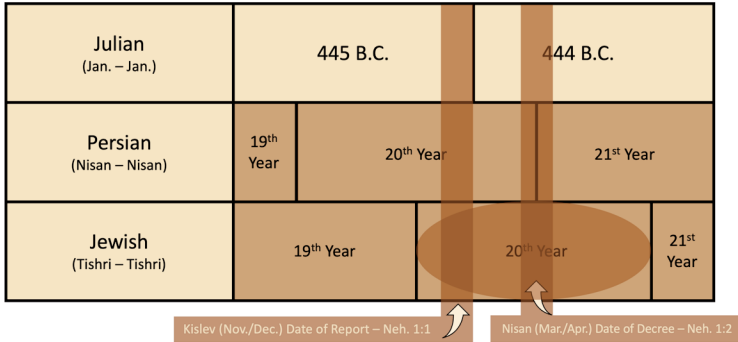 Julian
(Jan. – Jan.)
445 B.C.
444 B.C.
Persian
(Nisan – Nisan)
19th
Year
20th Year
21st Year
Jewish
(Tishri – Tishri)
19th Year
20th Year
21st
Year
Kislev (Nov./Dec.) Date of Report – Neh. 1:1
Nisan (Mar./Apr.) Date of Decree – Neh. 1:2